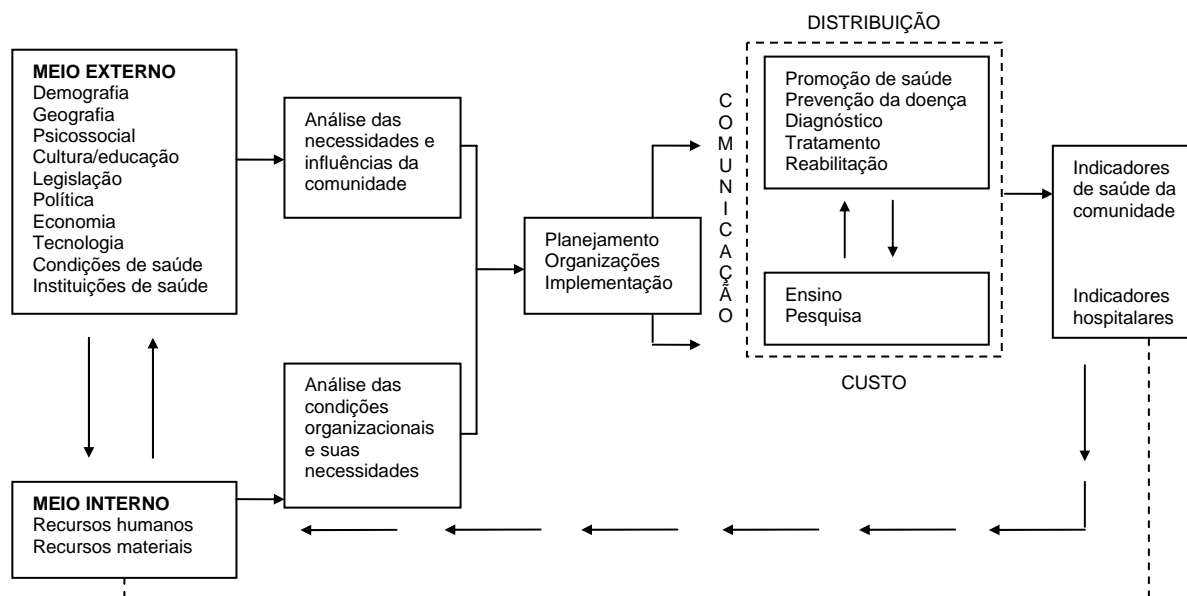 DISTRIBUIÇÃO
MEIO EXTERNO
Demografia
Geografia
Psicossocial
Cultura/educação
Legislação
Política
Economia
Tecnologia
Condições de saúde
Instituições de saúde
Análise das
necessidades e
influências da
comunidade
Planejamento
Organizações
Implementação
COMUNICAÇÃO
Promoção de saúde
Prevenção da doença
Diagnóstico
Tratamento
Reabilitação
Ensino
Pesquisa
CUSTO
Indicadores
de saúde da
comunidade
Indicadores
hospitalares
Análise das
condições
organizacionais
e suas
necessidades
MEIO INTERNO
Recursos humanos
Recursos materiais